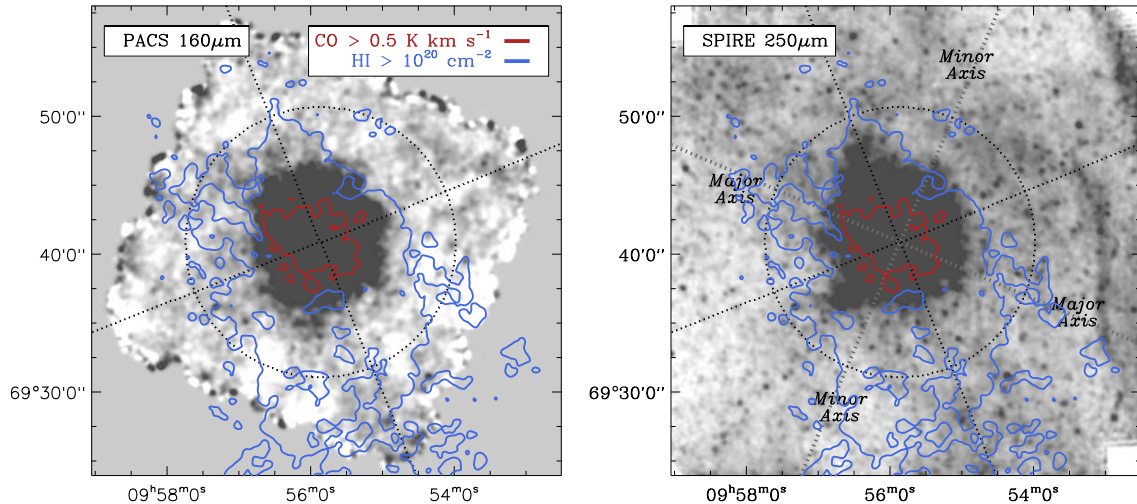 PACS 160μm
CO > 0.5 K km s⁻¹
HI > 10²⁰ cm⁻²
50'0''
40'0''
69°30'0''
09ʰ58ᵐ0ˢ
56ᵐ0ˢ
54ᵐ0ˢ
SPIRE 250μm
Minor
Axis
Major
Axis
Major
Axis
Minor
Axis
50'0''
40'0''
69°30'0''
09ʰ58ᵐ0ˢ
56ᵐ0ˢ
54ᵐ0ˢ